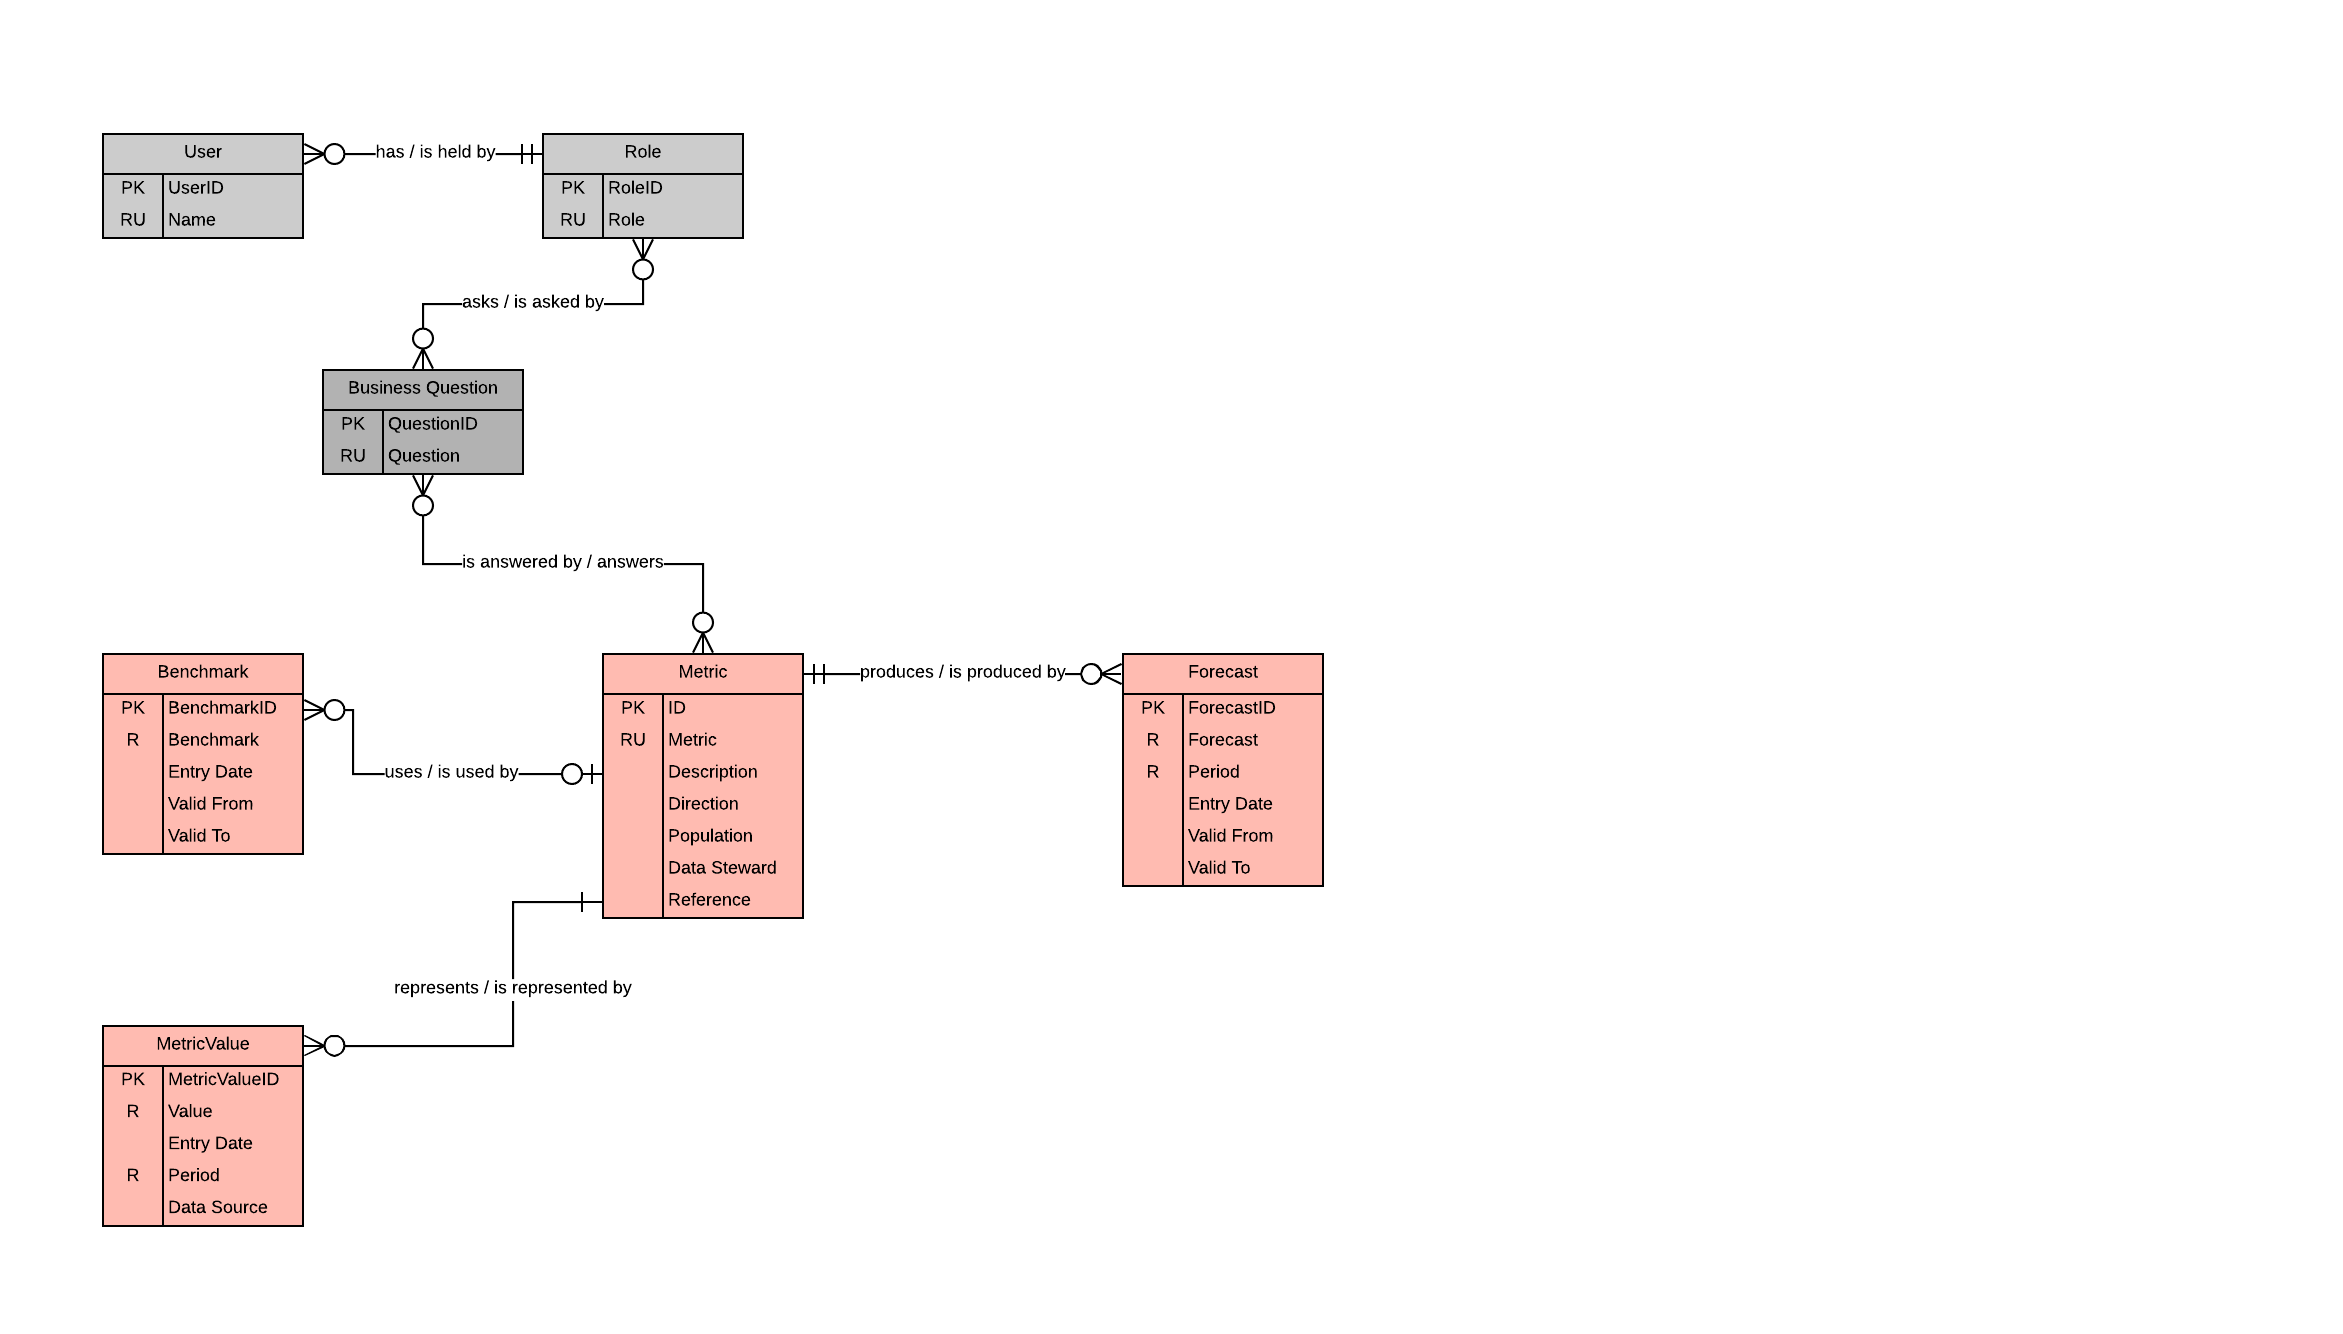 User
PK UserID
RU Name
has / is held by
Role
PK RoleID
RU Role
asks / is asked by
Business Question
PK QuestionID
RU Question
is answered by / answers
Benchmark
PK BenchmarkID
R Benchmark
Entry Date
Valid From
Valid To
uses / is used by
Metric
PK ID
RU Metric
Description
Direction
Population
Data Steward
Reference
produces / is produced by
Forecast
PK ForecastID
R Forecast
R Period
Entry Date
Valid From
Valid To
represents / is represented by
MetricValue
PK MetricValueID
R Value
Entry Date
R Period
Data Source